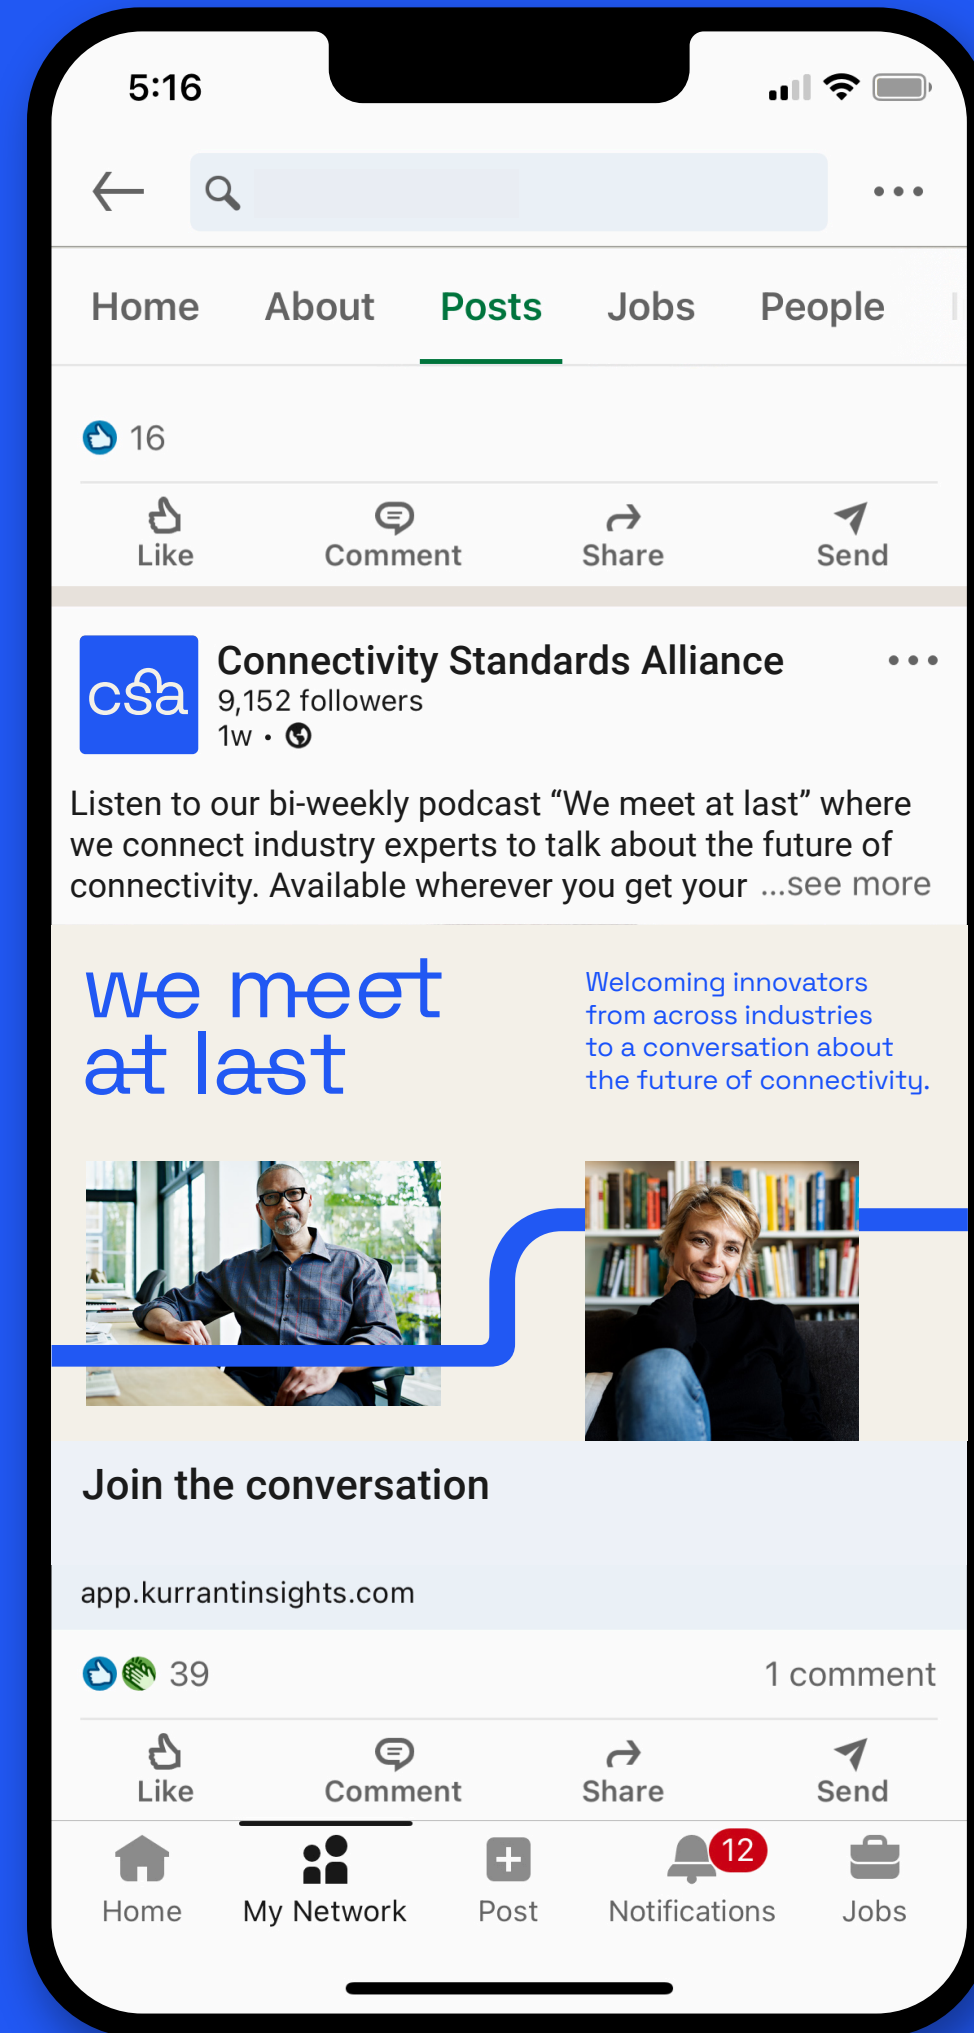 5:16
Home About Posts Jobs People
16
Like Comment Share Send
csa
Connectivity Standards Alliance
9,152 followers
1w •
Listen to our bi-weekly podcast “We meet at last” where
we connect industry experts to talk about the future of
connectivity. Available wherever you get your ...see more
we meet
at last
Welcoming innovators
from across industries
to a conversation about
the future of connectivity.
Join the conversation
app.kurrantinsights.com
39 1 comment
Like Comment Share Send
12
Home My Network Post Notifications Jobs